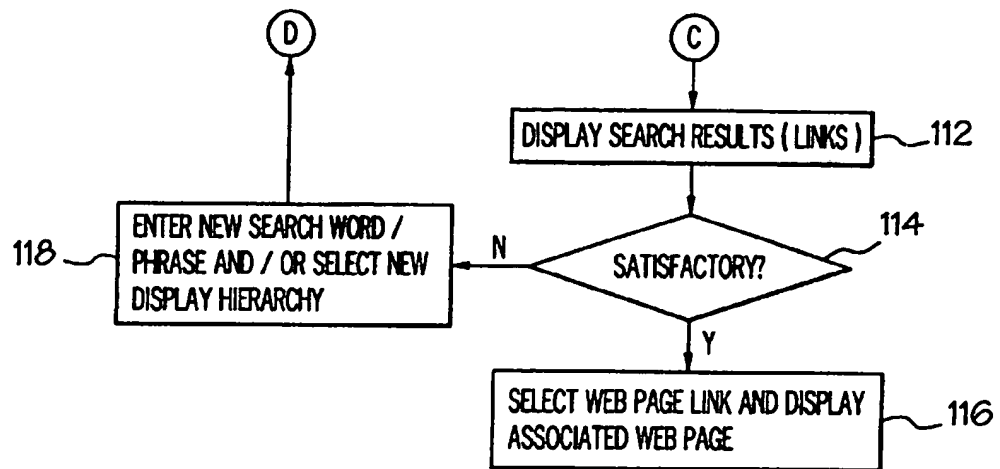 D
C
DISPLAY SEARCH RESULTS ( LINKS )
112
114
SATISFACTORY?
N
118
ENTER NEW SEARCH WORD /
PHRASE AND / OR SELECT NEW
DISPLAY HIERARCHY
Y
SELECT WEB PAGE LINK AND DISPLAY
ASSOCIATED WEB PAGE
116